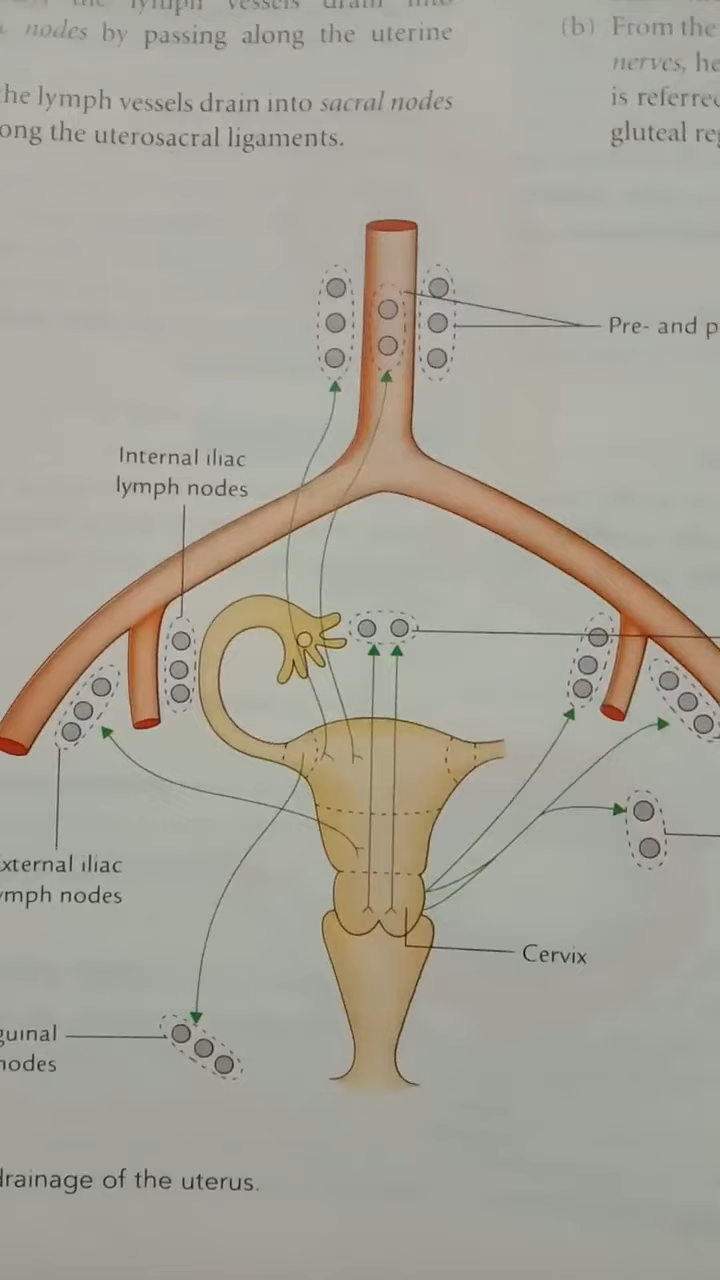 nodes by passing along the uterine
the lymph vessels drain into sacral nodes
ong the uterosacral ligaments.
(b) From the
nerves, he
is referred
gluteal reg
Pre- and p
Internal iliac
lymph nodes
xternal iliac
ymph nodes
Cervix
guinal
nodes
drainage of the uterus.